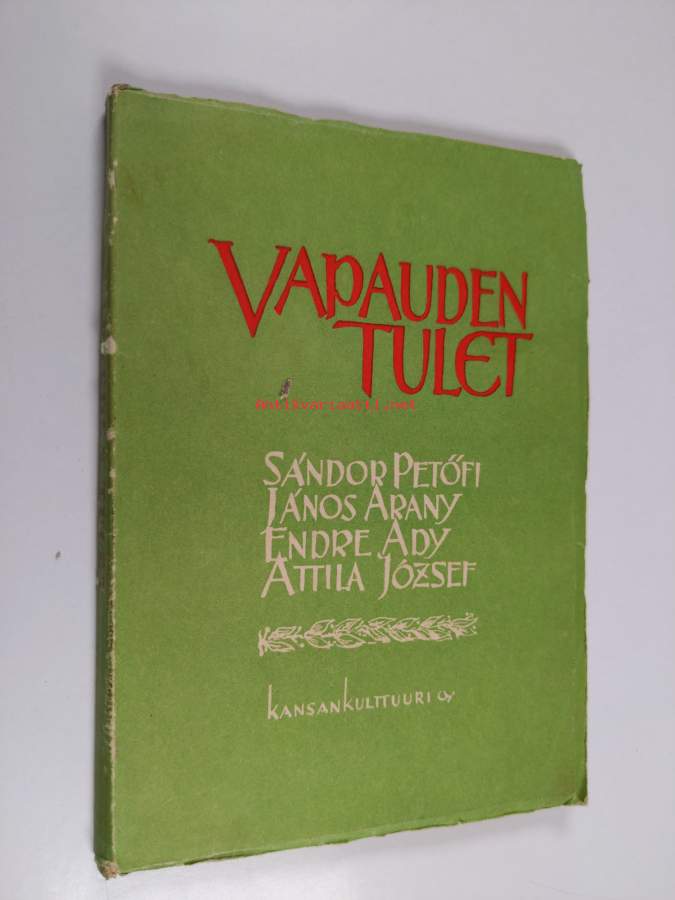 VAPAUDEN
TULET
Antikvariaatti.net
SÁNDOR PETŐFI
JÁNOS ARANY
ENDRE ADY
ATTILA JÓZSEF
KANSANKULTTUURI OY